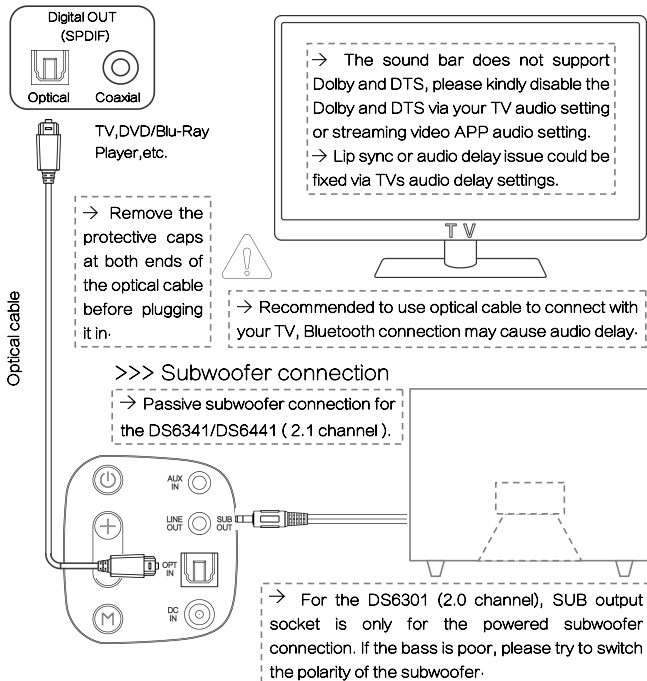 Digital OUT
(SPDIF)
Optical Coaxial
TV,DVD/Blu-Ray
Player,etc.
→ The sound bar does not support
Dolby and DTS, please kindly disable the
Dolby and DTS via your TV audio setting
or streaming video APP audio setting.
→ Lip sync or audio delay issue could be
fixed via TVs audio delay settings.
TV
→ Remove the
protective caps
at both ends of
the optical cable
before plugging
it in.
→ Recommended to use optical cable to connect with
your TV, Bluetooth connection may cause audio delay.
Optical cable
>>> Subwoofer connection
→ Passive subwoofer connection for
the DS6341/DS6441 ( 2.1 channel ).
AUX
IN
LINE
OUT
SUB
OUT
OPT
IN
M
DC
IN
→ For the DS6301 (2.0 channel), SUB output
socket is only for the powered subwoofer
connection. If the bass is poor, please try to switch
the polarity of the subwoofer.